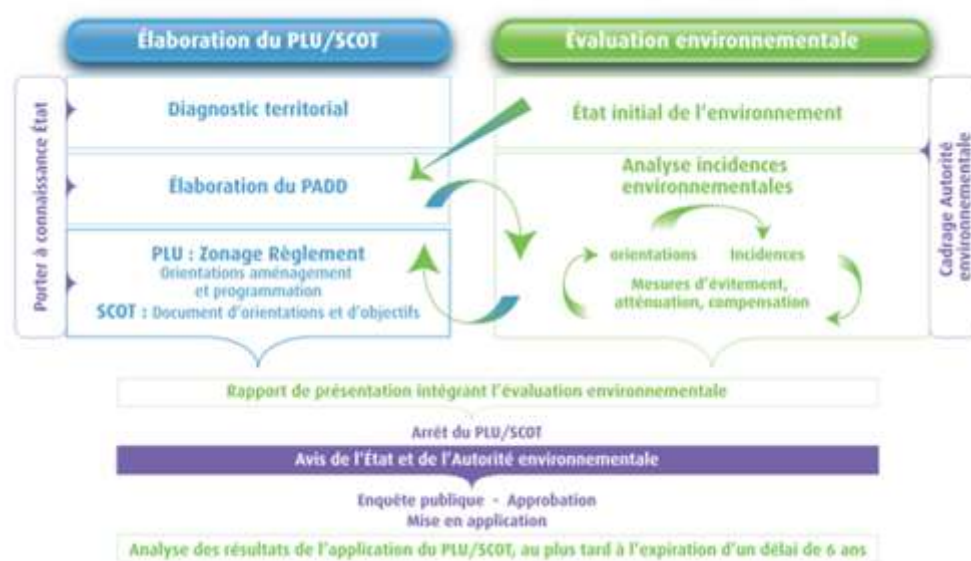 Élaboration du PLU/SCOT
Évaluation environnementale
Porter à connaissance État
Diagnostic territorial
Élaboration du PADD
PLU : Zonage Règlement
Orientations aménagement
et programmation
SCOT : Document d'orientations et d'objectifs
État initial de l'environnement
Analyse incidences
environnementales
orientations
Incidences
Mesures d'évitement,
atténuation, compensation
Cadrage Autorité
environnementale
Rapport de présentation intégrant l'évaluation environnementale
Arrêt du PLU/SCOT
Avis de l'État et de l'Autorité environnementale
Enquête publique - Approbation
Mise en application
Analyse des résultats de l'application du PLU/SCOT, au plus tard à l'expiration d'un délai de 6 ans